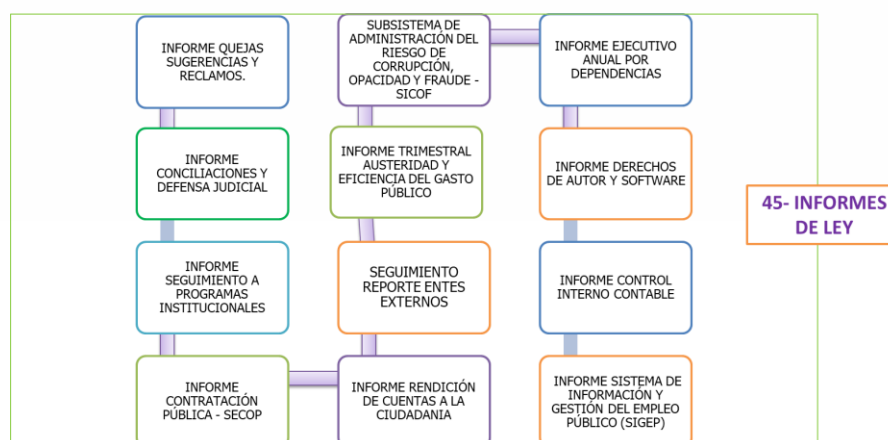 INFORME QUEJAS
SUGERENCIAS Y
RECLAMOS.
INFORME
CONCILIACIONES Y
DEFENSA JUDICIAL
INFORME
SEGUIMIENTO A
PROGRAMAS
INSTITUCIONALES
INFORME
CONTRATACIÓN
PÚBLICA - SECOP
INFORME RENDICIÓN
DE CUENTAS A LA
CIUDADANIA
SEGUIMIENTO
REPORTE ENTES
EXTERNOS
INFORME TRIMESTRAL
AUSTERIDAD Y
EFICIENCIA DEL GASTO
PÚBLICO
SUBSISTEMA DE
ADMINISTRACIÓN DEL
RIESGO DE
CORRUPCIÓN,
OPACIDAD Y FRAUDE -
SICOF
INFORME EJECUTIVO
ANUAL POR
DEPENDENCIAS
INFORME DERECHOS
DE AUTOR Y SOFTWARE
INFORME CONTROL
INTERNO CONTABLE
INFORME SISTEMA DE
INFORMACIÓN Y
GESTIÓN DEL EMPLEO
PÚBLICO (SIGEP)
45- INFORMES
DE LEY